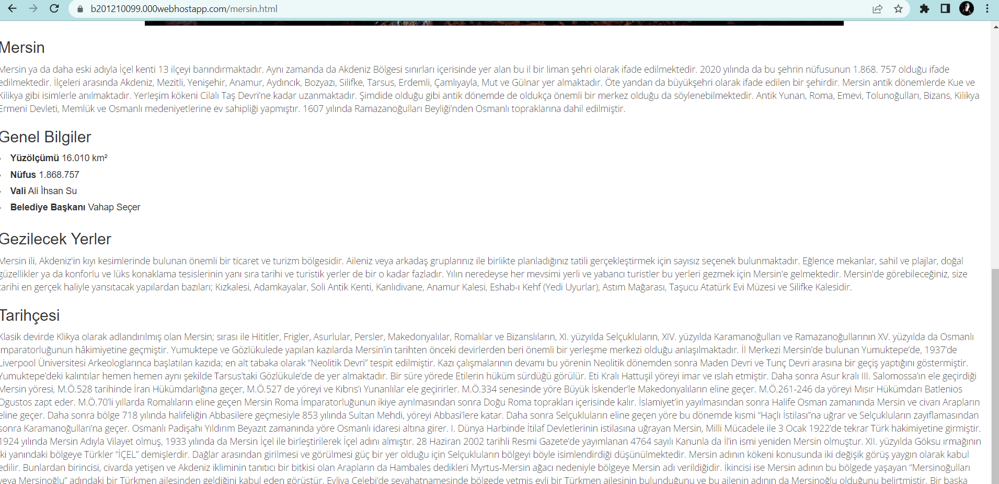 b201210099.000webhostapp.com/mersin.html
Mersin
Mersin ya da daha eski adıyla İçel kenti 13 ilçeyi barındırmaktadır. Aynı zamanda da Akdeniz Bölgesi sınırları içerisinde yer alan bu il bir liman şehri olarak ifade edilmektedir. 2020 yılında da bu şehrin nüfusunun 1.868. 757 olduğu ifade
edilmektedir. İlçeleri arasında Akdeniz, Mezitli, Yenişehir, Anamur, Aydıncık, Bozyazı, Silifke, Tarsus, Erdemli, Çamlıyayla, Mut ve Gülnar yer almaktadır. Öte yandan da büyükşehri olarak ifade edilen bir şehirdir. Mersin antik dönemlerde Kue ve
Kilikya gibi isimlerle anılmaktadır. Yerleşim kökeni Cilalı Taş Devri’ne kadar uzanmaktadır. Şimdide olduğu gibi antik dönemde de oldukça önemli bir merkez olduğu da söylenebilmektedir. Antik Yunan, Roma, Emevi, Tolunoğulları, Bizans, Kilikya
Ermeni Devleti, Memlük ve Osmanlı medeniyetlerine ev sahipliği yapmıştır. 1607 yılında Ramazanoğulları Beyliği’nden Osmanlı topraklarına dahil edilmiştir.
Genel Bilgiler
Yüzölçümü 16.010 km²
Nüfus 1.868.757
Vali Ali İhsan Su
Belediye Başkanı Vahap Seçer
Gezilecek Yerler
Mersin ili, Akdeniz'in kıyı kesimlerinde bulunan önemli bir ticaret ve turizm bölgesidir. Aileniz veya arkadaş gruplarınız ile birlikte planladığınız tatili gerçekleştirmek için sayısız seçenek bulunmaktadır. Eğlence mekanlar, sahil ve plajlar, doğal
güzellikler ya da konforlu ve lüks konaklama tesislerinin yanı sıra tarihi ve turistik yerler de bir o kadar fazladır. Yılın neredeyse her mevsimi yerli ve yabancı turistler bu yerleri gezmek için Mersin'e gelmektedir. Mersin'de görebileceğiniz, size
tarihi en gerçek haliyle yansıtacak yapılardan bazıları; Kızkalesi, Adamkayalar, Soli Antik Kenti, Kanlıdivane, Anamur Kalesi, Eshab-ı Kehf (Yedi Uyurlar), Astım Mağarası, Taşucu Atatürk Evi Müzesi ve Silifke Kalesidir.
Tarihçesi
Klasik devirde Klikya olarak adlandırılmış olan Mersin; sırası ile Hititler, Frigler, Asurlular, Persler, Makedonyalılar, Romalılar ve Bizanslıların, XI. yüzyılda Selçukluların, XIV. yüzyılda Karamanoğulları ve Ramazanoğullarının XV. yüzyılda da Osmanlı
imparatorluğunun hâkimiyetine geçmiştir. Yumuktepe ve Gözlükulede yapılan kazılarda Mersin’in tarihten önceki devirlerden beri önemli bir yerleşme merkezi olduğu anlaşılmaktadır. İl Merkezi Mersin’de bulunan Yumuktepe’de, 1937’de
Liverpool Üniversitesi Arkeologlarınca başlatılan kazıda; en alt tabaka olarak “Neolitik Devri” tespit edilmiştir. Kazı çalışmalarının devamı bu yörenin Neolitik dönemden sonra Maden Devri ve Tunç Devri arasına bir geçiş yaptığını göstermiştir.
Yumuktepe’deki kalıntılar hemen hemen aynı şekilde Tarsus’taki Gözlükule’de de yer almaktadır. Bir süre yörede Etilerin hüküm sürdüğü görülür. Eti Kralı Hattuşil yöreyi imar ve ıslah etmiştir. Daha sonra Asur kralı III. Salomossa’ın ele geçirdiği
Mersin yöresi, M.Ö.528 tarihinde İran Hükümdarlığına geçer, M.Ö.527 de yöreyi ve Kıbrıs’ı Yunanlılar ele geçirirler. M.Ö.334 senesinde yöre Büyük İskender’le Makedonyalıların eline geçer. M.Ö.261-246 da yöreyi Mısır Hükümdarı Batlenios
Ogustos zapt eder. M.Ö.70’li yıllarda Romalıların eline geçen Mersin Roma İmparatorluğunun ikiye ayrılmasından sonra Doğu Roma toprakları içerisinde kalır. İslamiyet’in yayılmasından sonra Halife Osman zamanında Mersin ve civarı Arapların
eline geçer. Daha sonra bölge 718 yılında halifeliğin Abbasilere geçmesiyle 853 yılında Sultan Mehdi, yöreyi Abbasi’lere katar. Daha sonra Selçukluların eline geçen yöre bu dönemde kısmi “Haçlı İstilası”na uğrar ve Selçukluların zayıflamasından
sonra Karamanoğulları’na geçer. Osmanlı Padişahı Yıldırım Beyazıt zamanında yöre Osmanlı idaresi altına girer. I. Dünya Harbinde İtilaf Devletlerinin istilasına uğrayan Mersin, Milli Mücadele ile 3 Ocak 1922’de tekrar Türk hakimiyetine girmiştir.
1924 yılında Mersin Adıyla Vilayet olmuş, 1933 yılında da Mersin İçel ile birleştirilerek İçel adını almıştır. 28 Haziran 2002 tarihli Resmi Gazete’de yayımlanan 4764 sayılı Kanunla da İl’in ismi yeniden Mersin olmuştur. XII. yüzyılda Göksu ırmağının
iki yanındaki bölgeye Türkler “İÇEL” demişlerdir. Dağlar arasından girilmesi ve görülmesi güç bir yer olduğu için Selçukluların bölgeyi böyle isimlendirdiği düşünülmektedir. Mersin adının kökeni konusunda iki değişik görüş yaygın olarak kabul
edilir. Bunlardan birincisi, civarda yetişen ve Akdeniz ikliminin tanıtıcı bir bitkisi olan Arapların da Hambales dedikleri Myrtus-Mersin ağacı nedeniyle bölgeye Mersin adı verildiğidir. İkincisi ise Mersin adının bu bölgede yaşayan “Mersinoğulları
veya Mersinoğlu” adındaki bir Türkmen ailesinden geldiğini kabul eden görüştür. Evliya Çelebi’de seyahatnamesinde bölgede yetmiş evli bir Türkmen ailesinin bulunduğunu ve bu ailenin adının da Mersinoğlu olduğunu belirtmiştir. Bir başka